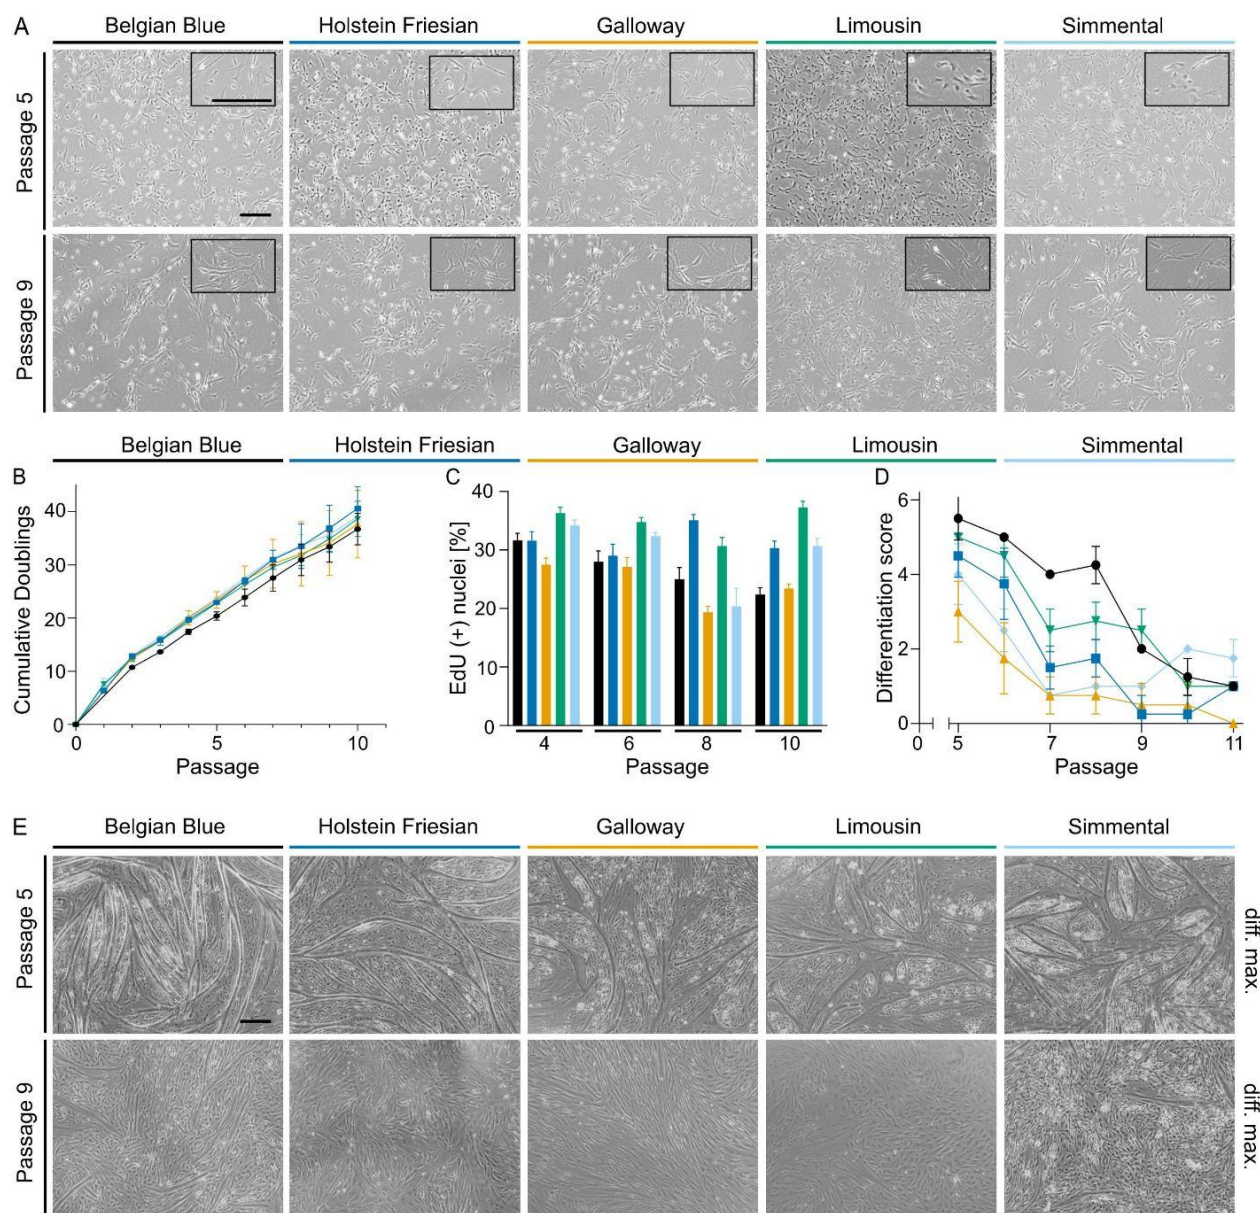 A
Belgian Blue
Holstein Friesian
Galloway
Limousin
Simmental
Passage 5
Passage 9
Belgian Blue
Holstein Friesian
Galloway
Limousin
Simmental
B
Cumulative Doublings
40
30
20
10
0
0 5 10
Passage
C
EdU (+) nuclei [%]
40
30
20
10
0
4 6 8 10
Passage
D
Differentiation score
6
4
2
0
0 5 7 9 11
Passage
E
Belgian Blue
Holstein Friesian
Galloway
Limousin
Simmental
Passage 5
diff. max.
Passage 9
diff. max.